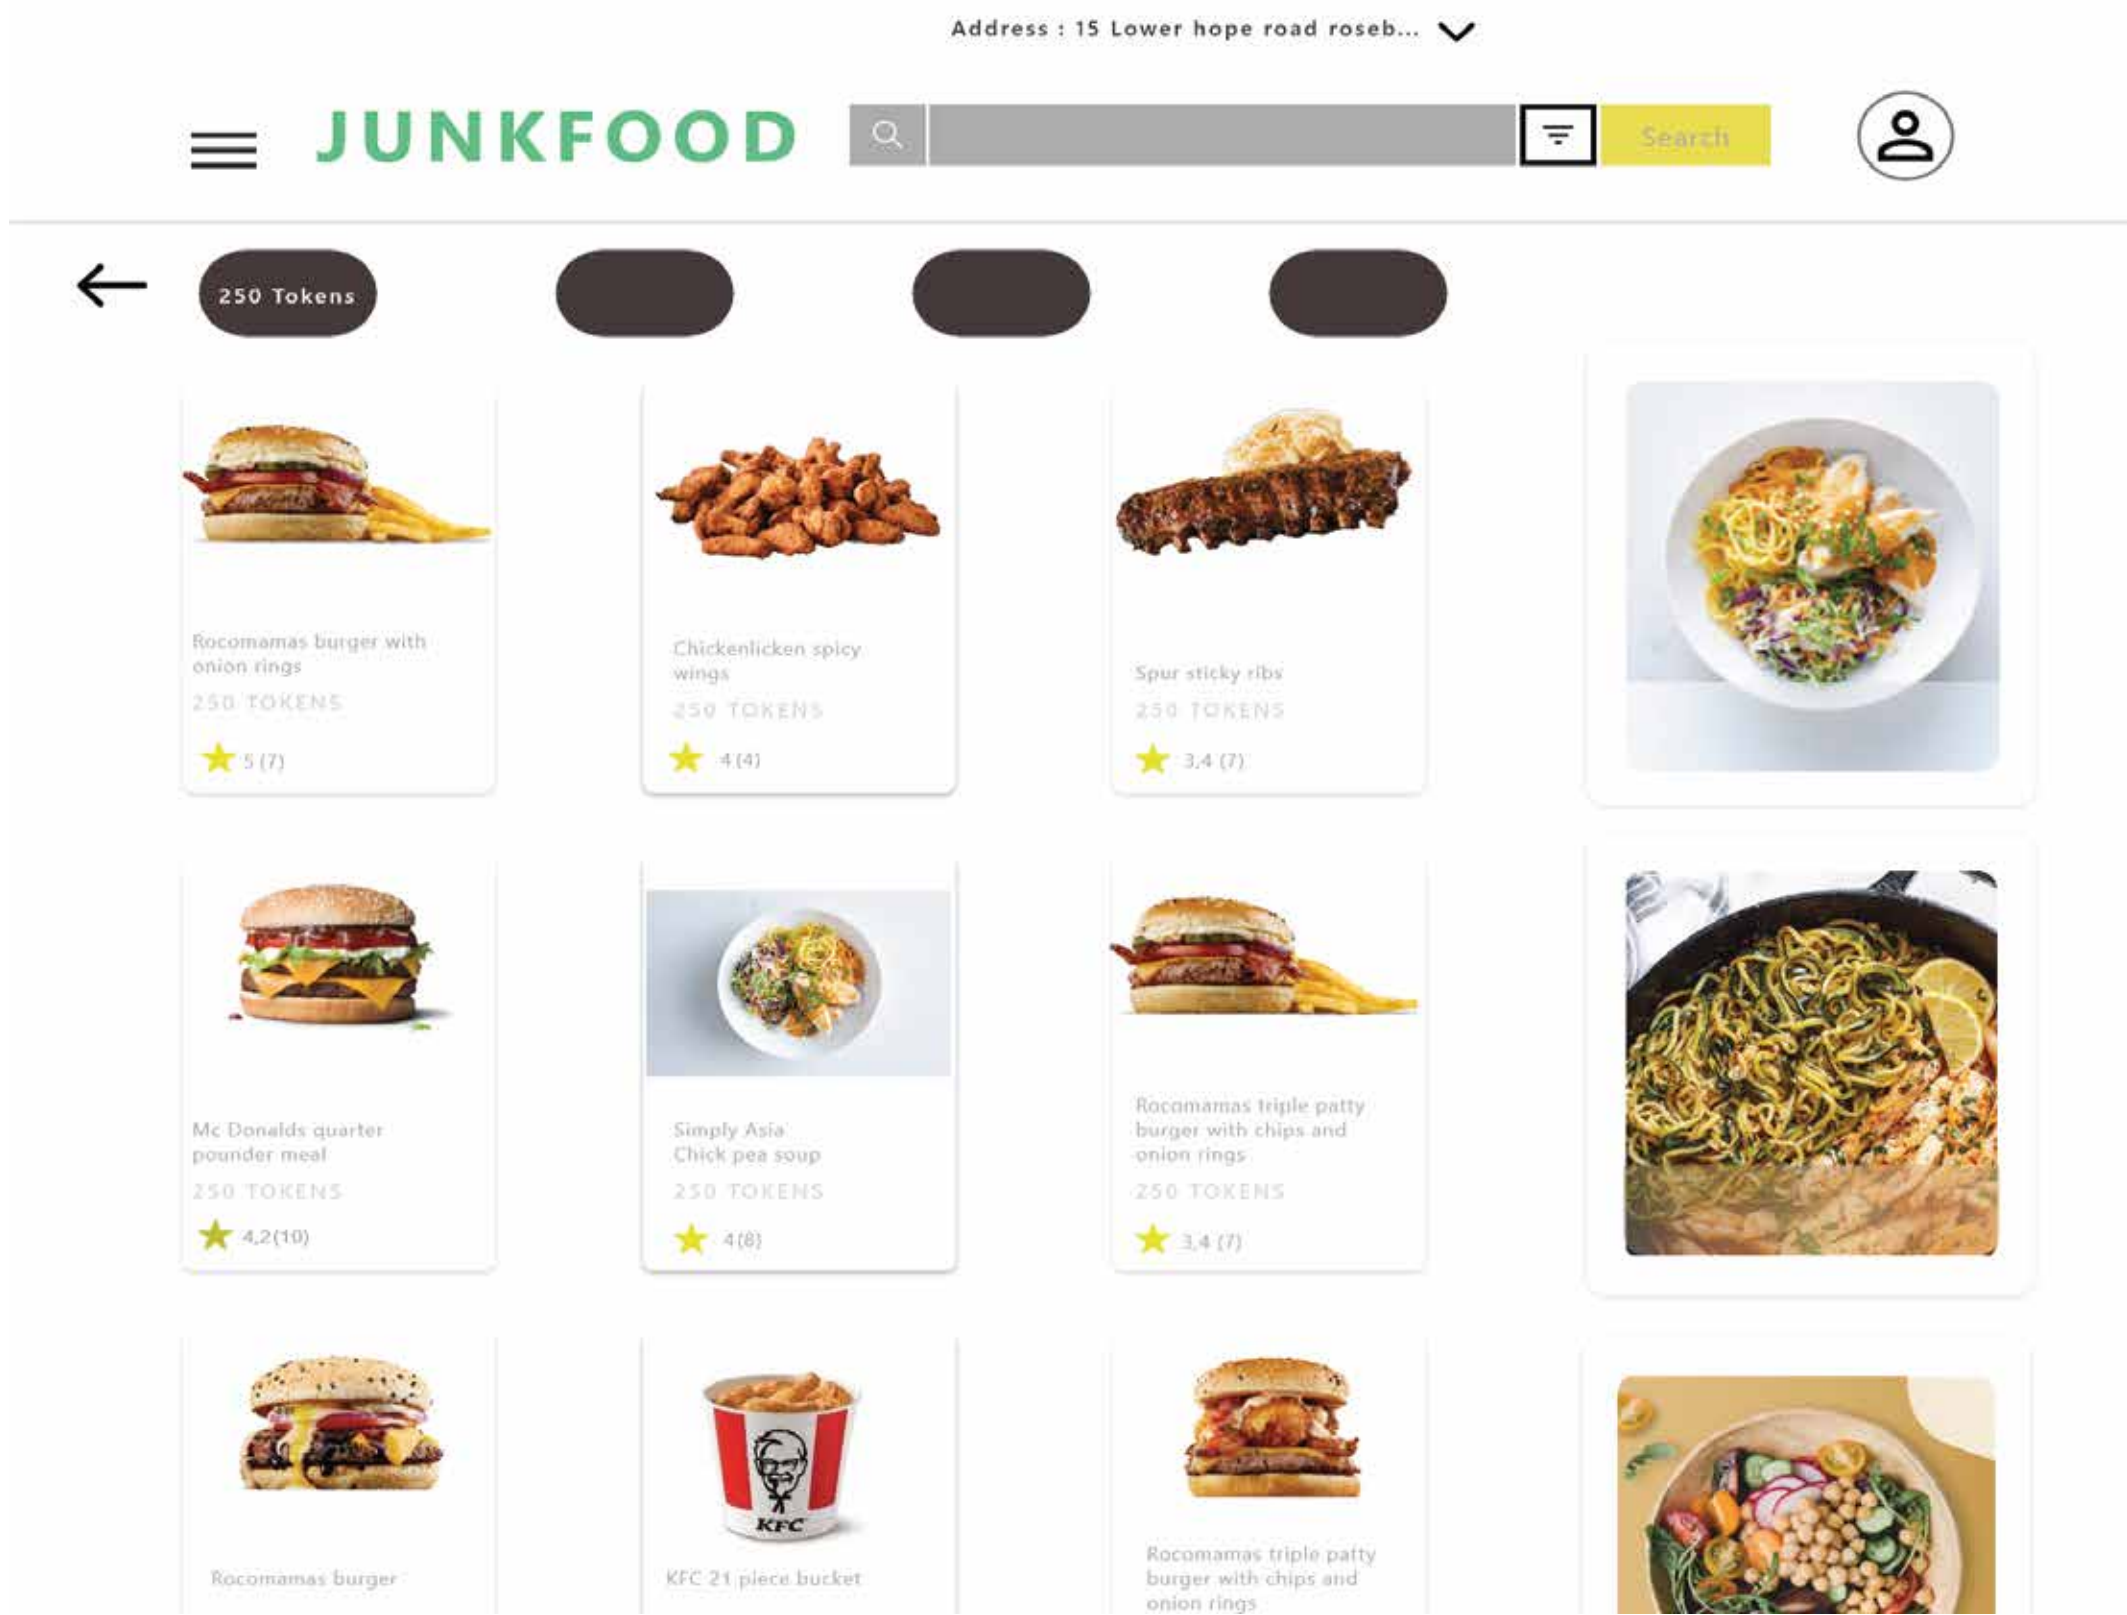 Address : 15 Lower hope road roseb...
JUNKFOOD
Search
250 Tokens
Rocomamas burger with
onion rings
250 TOKENS
5 (7)
Chickenlicken spicy
wings
250 TOKENS
4 (4)
Spur sticky ribs
250 TOKENS
3,4 (7)
Mc Donalds quarter
pounder meal
250 TOKENS
4,2(10)
Simply Asia
Chick pea soup
250 TOKENS
4 (8)
Rocomamas triple patty
burger with chips and
onion rings
250 TOKENS
3,4 (7)
Rocomamas burger
KFC
KFC 21 piece bucket
Rocomamas triple patty
burger with chips and
onion rings